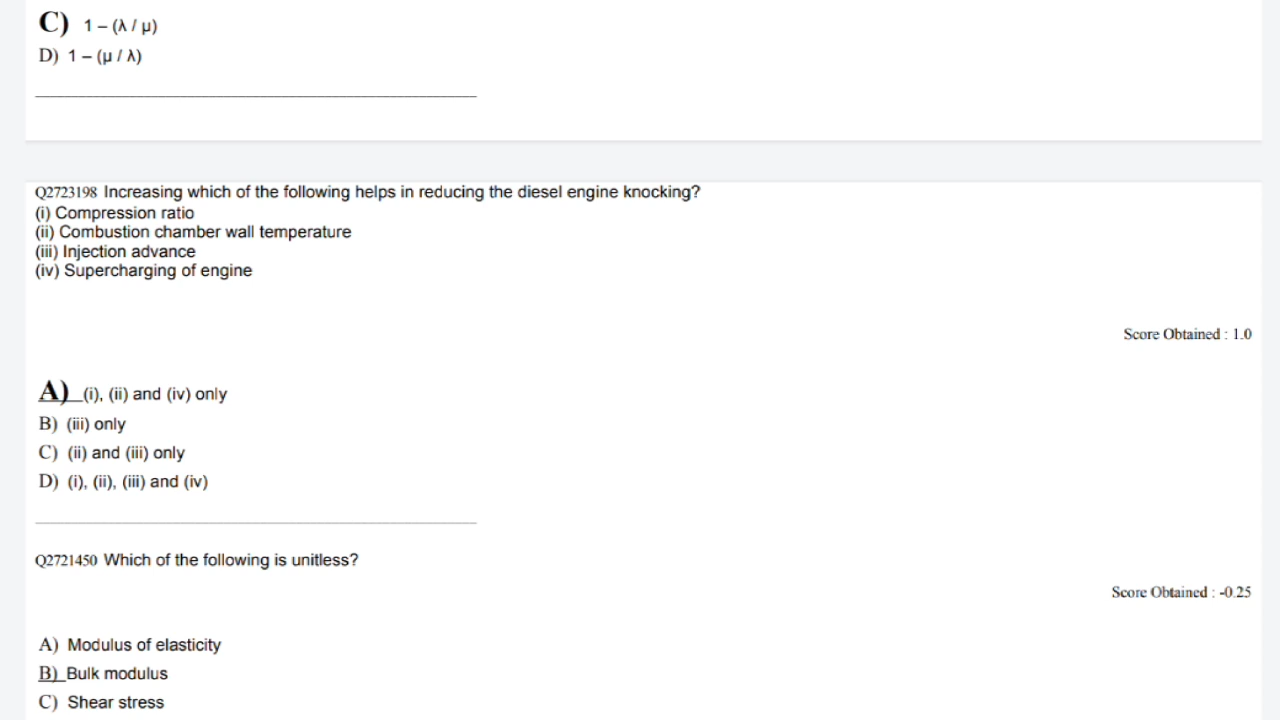 C) 1 – (λ / μ)
D) 1 – (μ / λ)
Q2723198 Increasing which of the following helps in reducing the diesel engine knocking?
(i) Compression ratio
(ii) Combustion chamber wall temperature
(iii) Injection advance
(iv) Supercharging of engine
Score Obtained : 1.0
A) (i), (ii) and (iv) only
B) (iii) only
C) (ii) and (iii) only
D) (i), (ii), (iii) and (iv)
Q2721450 Which of the following is unitless?
Score Obtained : -0.25
A) Modulus of elasticity
B) Bulk modulus
C) Shear stress